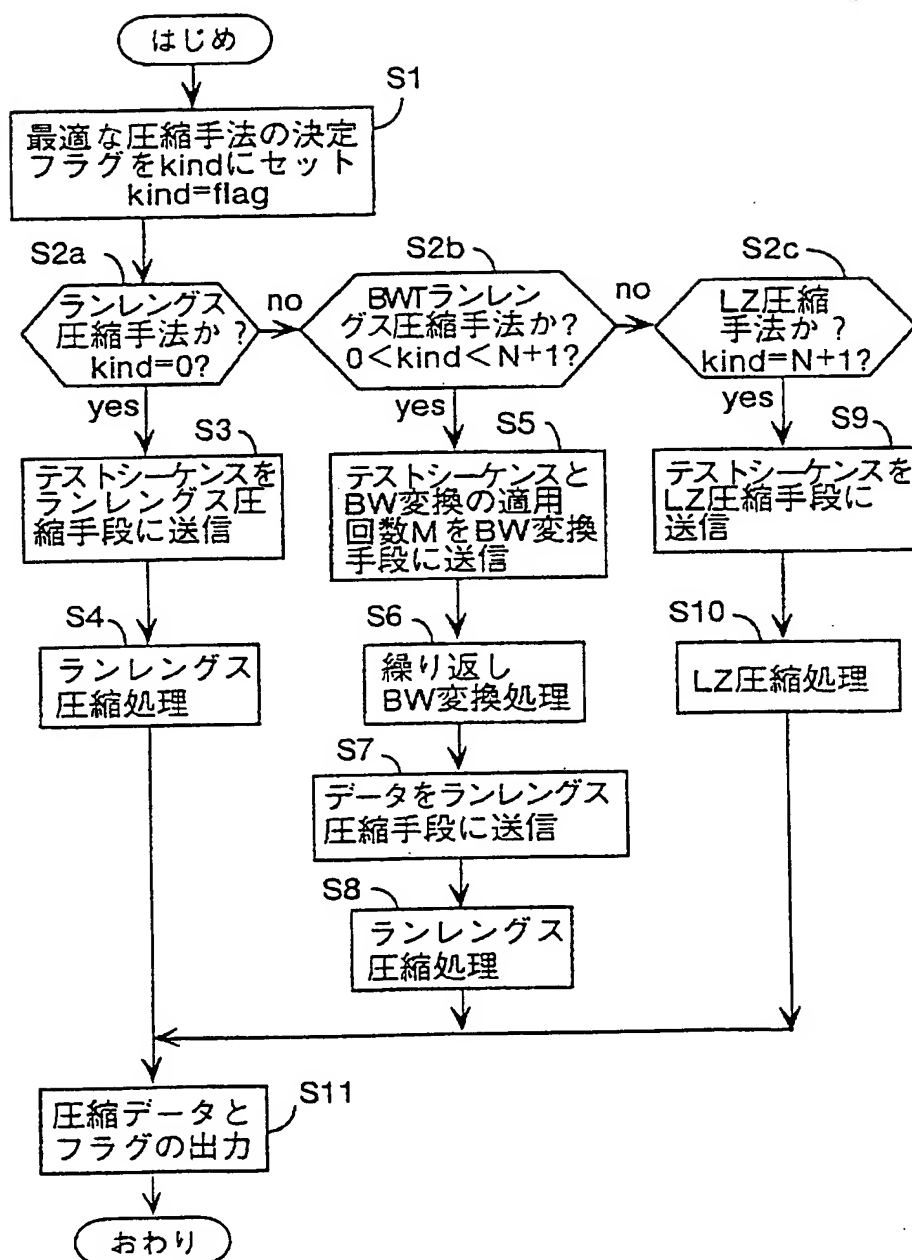 はじめ
S1
最適な圧縮手法の決定
フラグをkindにセット
kind=flag
S2a
ランレングス
圧縮手法か?
kind=0?
no
yes
S2b
BWTランレン
グス圧縮手法か?
0<kind<N+1?
no
yes
S2c
LZ圧縮
手法か?
kind=N+1?
yes
S3
テストシーケンスを
ランレングス圧
縮手段に送信
S4
ランレングス
圧縮処理
S5
テストシーケンスと
BW変換の適用
回数MをBW変換
手段に送信
S6
繰り返し
BW変換処理
S7
データをランレングス
圧縮手段に送信
S8
ランレングス
圧縮処理
S9
テストシーケンスを
LZ圧縮手段に
送信
S10
LZ圧縮処理
S11
圧縮データと
フラグの出力
おわり